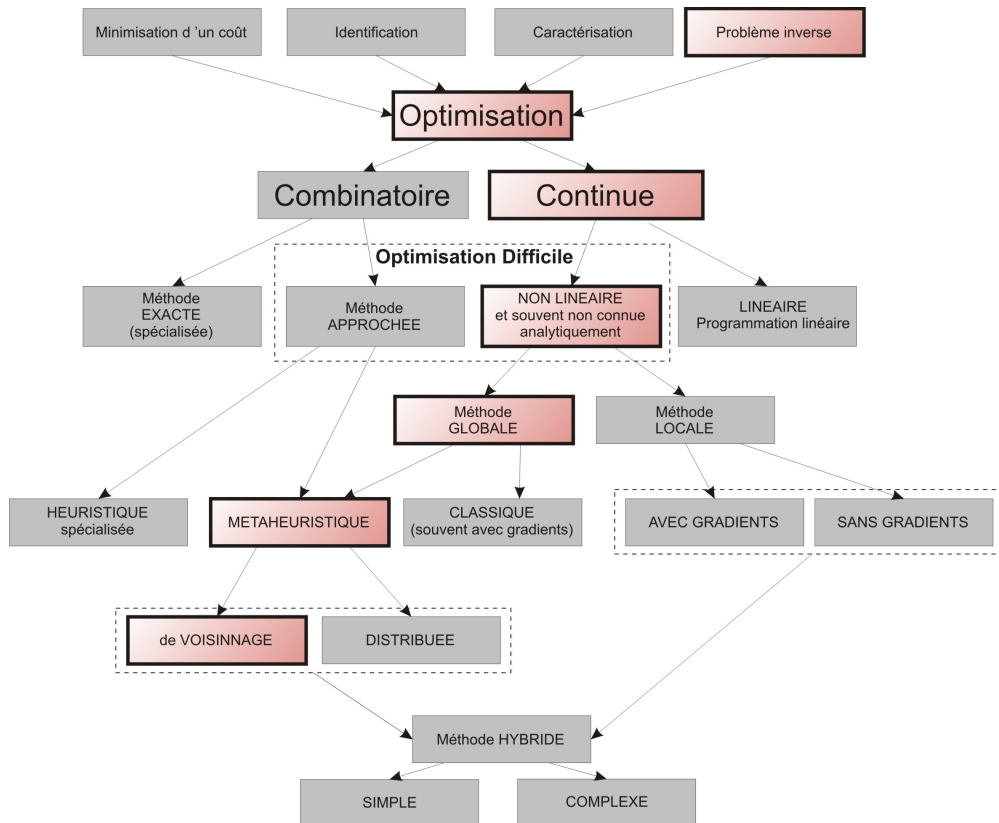 Minimisation d 'un coût
Identification
Caractérisation
Problème inverse
Optimisation
Combinatoire
Continue
Optimisation Difficile
Méthode
EXACTE
(spécialisée)
Méthode
APPROCHEE
NON LINEAIRE
et souvent non connue
analytiquement
LINEAIRE
Programmation linéaire
Méthode
GLOBALE
Méthode
LOCALE
HEURISTIQUE
spécialisée
METAHEURISTIQUE
CLASSIQUE
(souvent avec gradients)
AVEC GRADIENTS
SANS GRADIENTS
de VOISINNAGE
DISTRIBUEE
Méthode HYBRIDE
SIMPLE
COMPLEXE